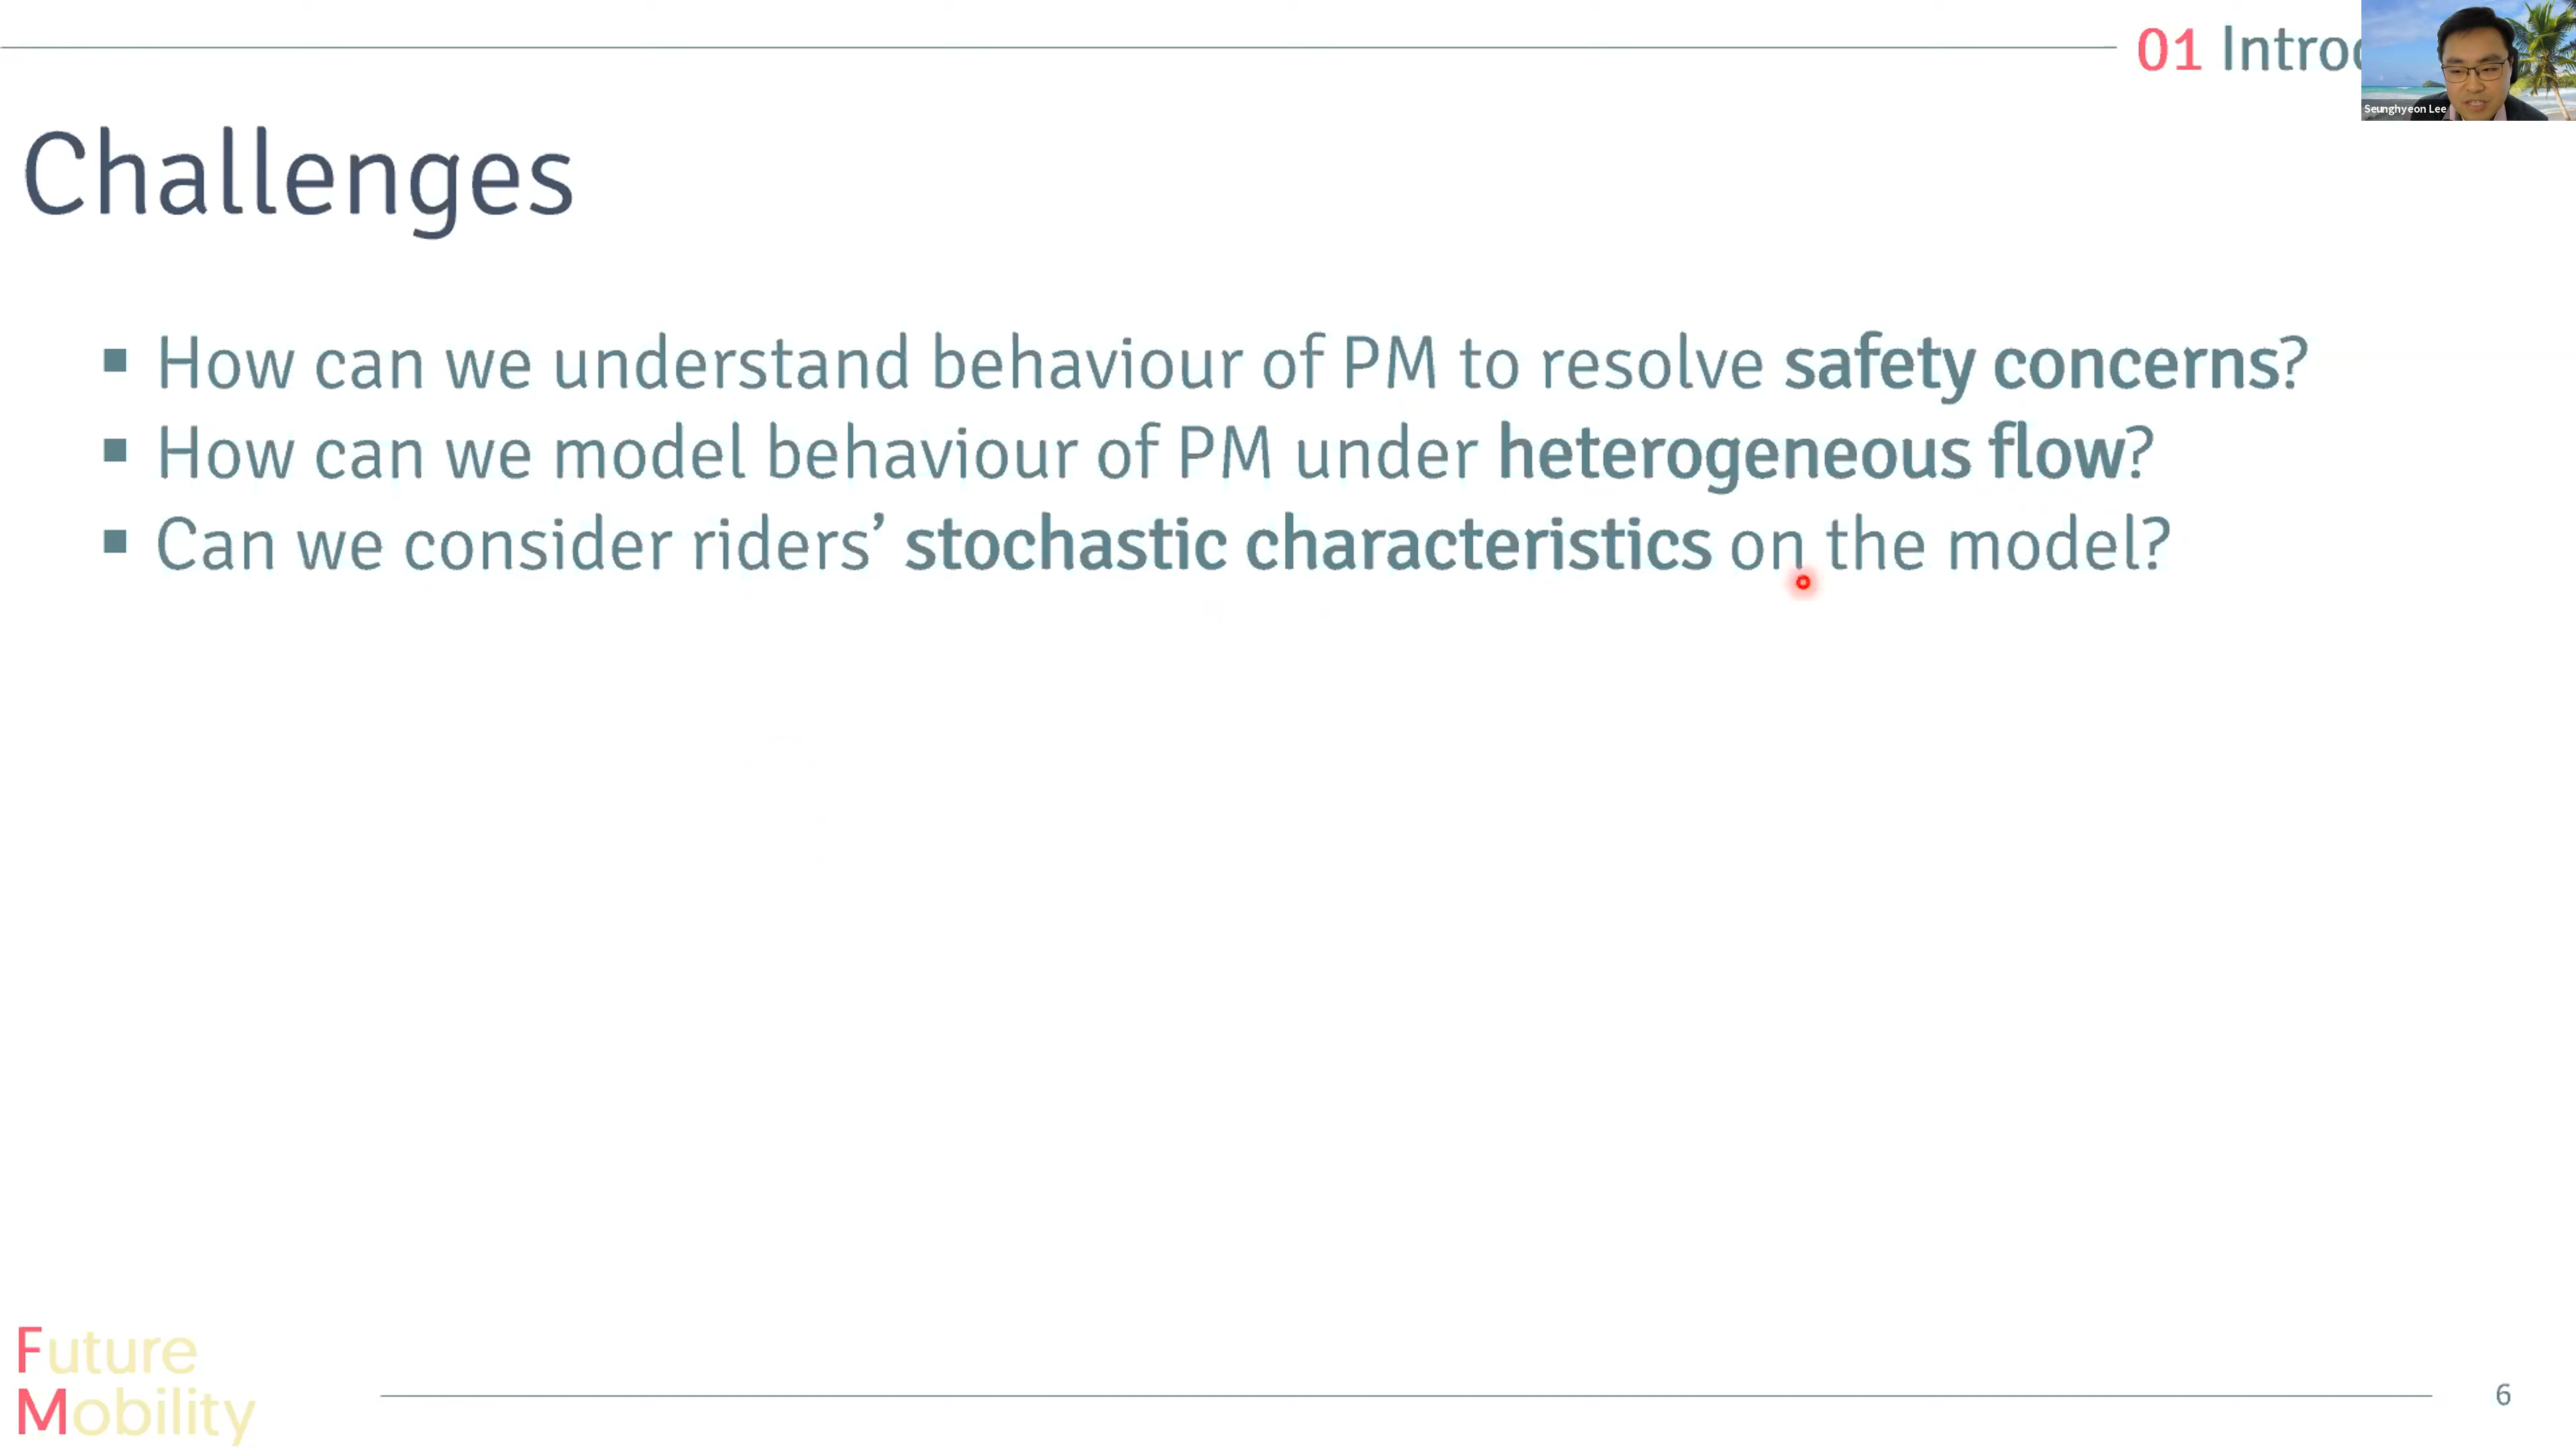 01 Intro
Seunghyeon Lee
Challenges
▪ How can we understand behaviour of PM to resolve safety concerns?
▪ How can we model behaviour of PM under heterogeneous flow?
▪ Can we consider riders’ stochastic characteristics on the model?
Future
Mobility
6